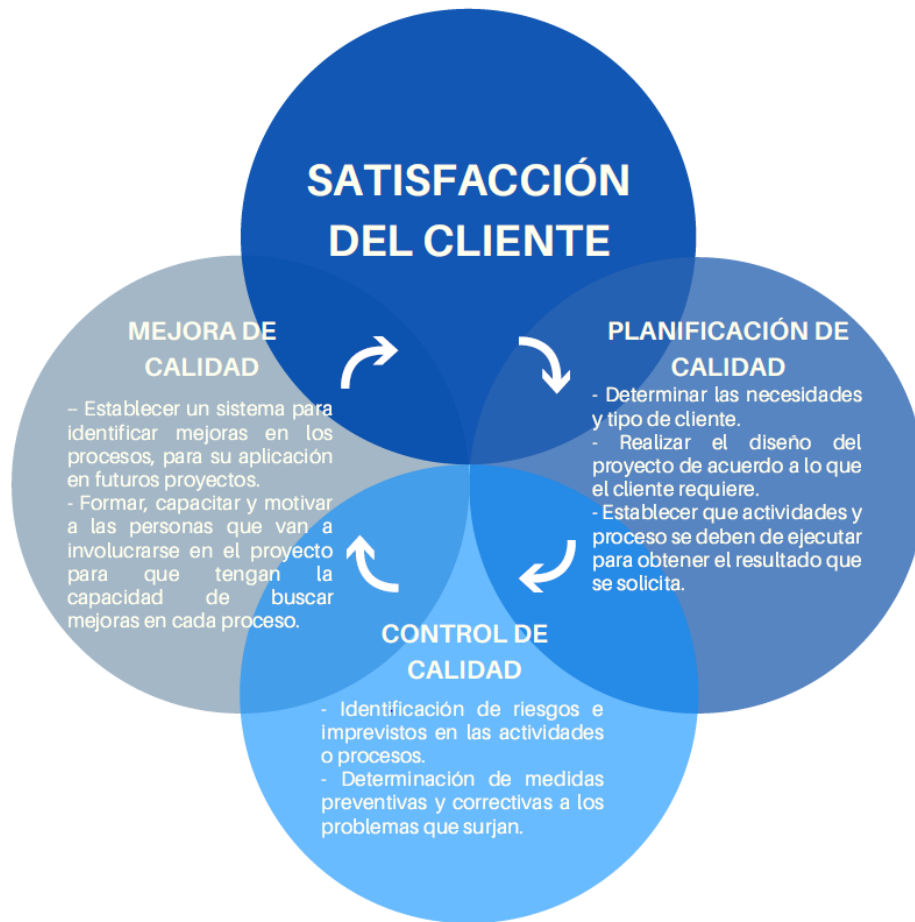 SATISFACCIÓN
DEL CLIENTE
MEJORA DE
CALIDAD
– Establecer un sistema para
identificar mejoras en los
procesos, para su aplicación
en futuros proyectos.
- Formar, capacitar y motivar
a las personas que van a
involucrarse en el proyecto
para que tengan la
capacidad de buscar
mejoras en cada proceso.
PLANIFICACIÓN DE
CALIDAD
- Determinar las necesidades
y tipo de cliente.
- Realizar el diseño del
proyecto de acuerdo a lo que
el cliente requiere.
- Establecer que actividades y
proceso se deben de ejecutar
para obtener el resultado que
se solicita.
CONTROL DE
CALIDAD
- Identificación de riesgos e
imprevistos en las actividades
o procesos.
- Determinación de medidas
preventivas y correctivas a los
problemas que surjan.